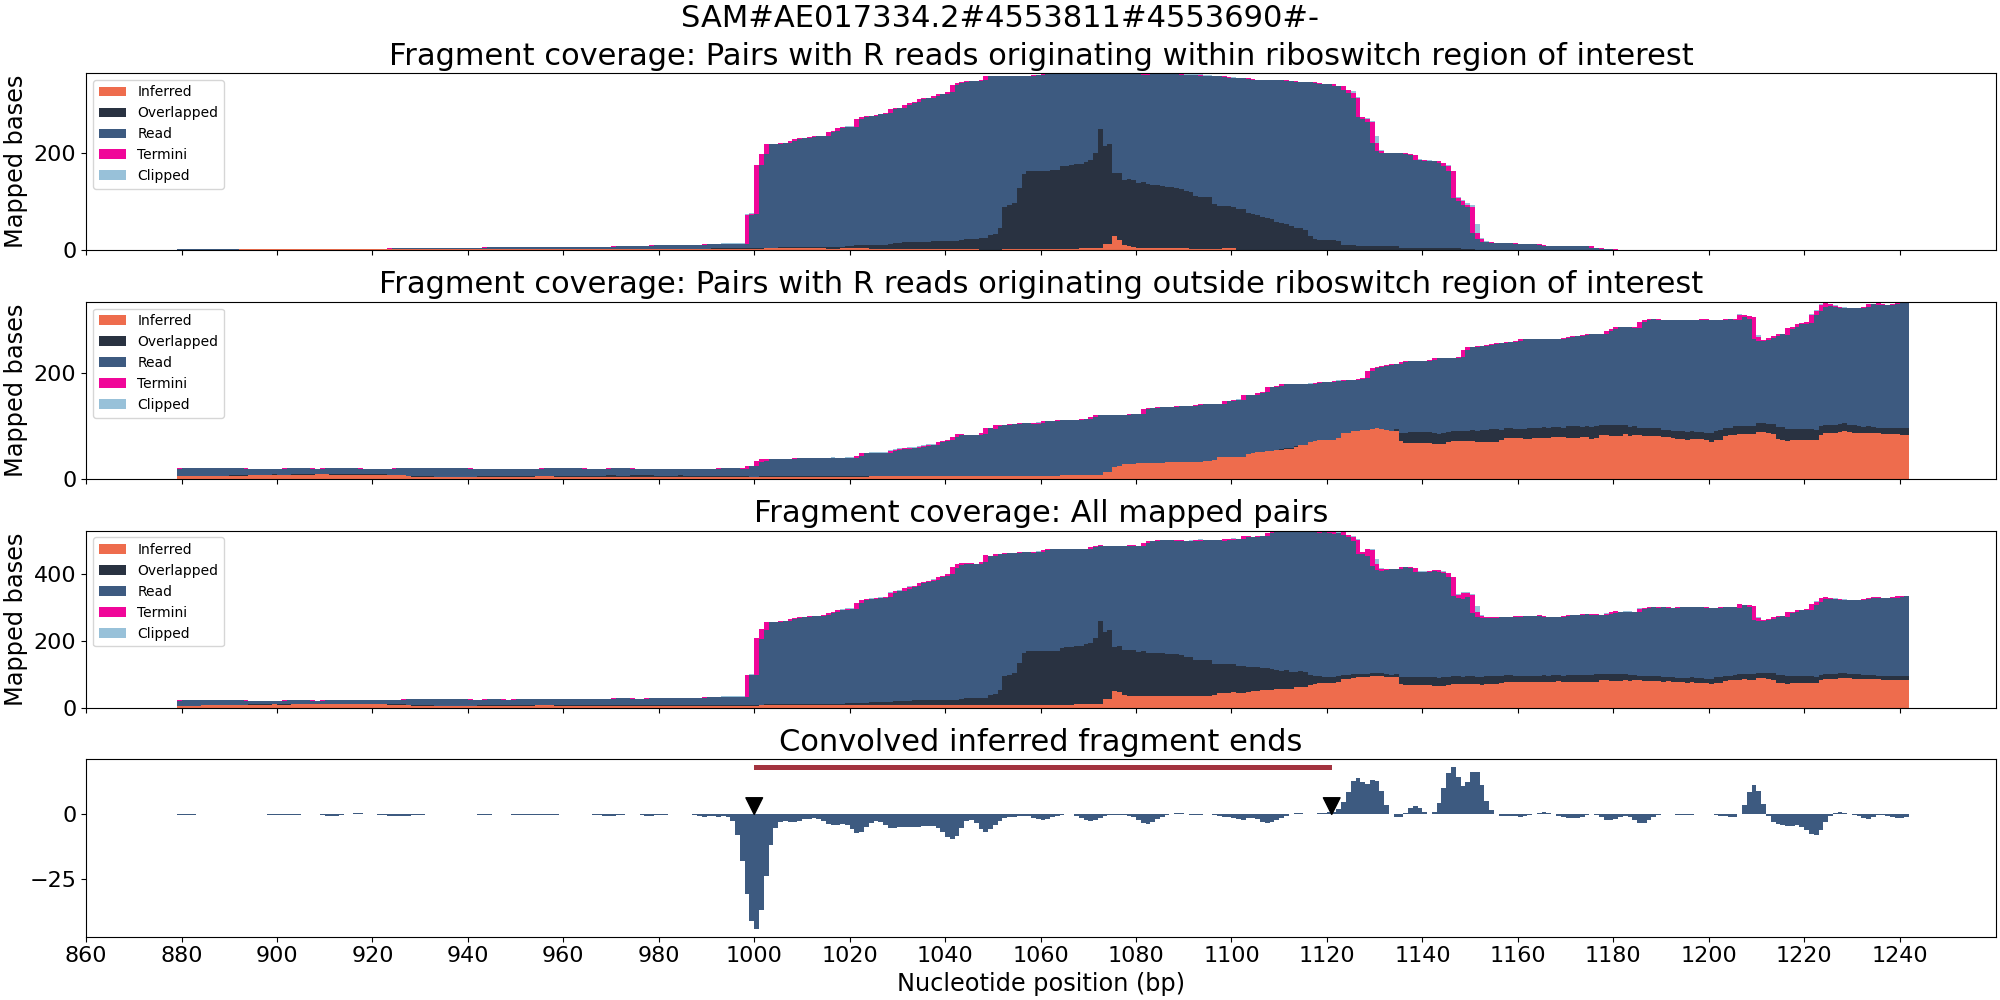 SAM#AE017334.2#4553811#4553690#-
Fragment coverage: Pairs with R reads originating within riboswitch region of interest
Mapped bases
200
0
Inferred
Overlapped
Read
Termini
Clipped
Fragment coverage: Pairs with R reads originating outside riboswitch region of interest
Mapped bases
200
0
Inferred
Overlapped
Read
Termini
Clipped
Fragment coverage: All mapped pairs
Mapped bases
400
200
0
Inferred
Overlapped
Read
Termini
Clipped
Convolved inferred fragment ends
0
−25
860 880 900 920 940 960 980 1000 1020 1040 1060 1080 1100 1120 1140 1160 1180 1200 1220 1240
Nucleotide position (bp)